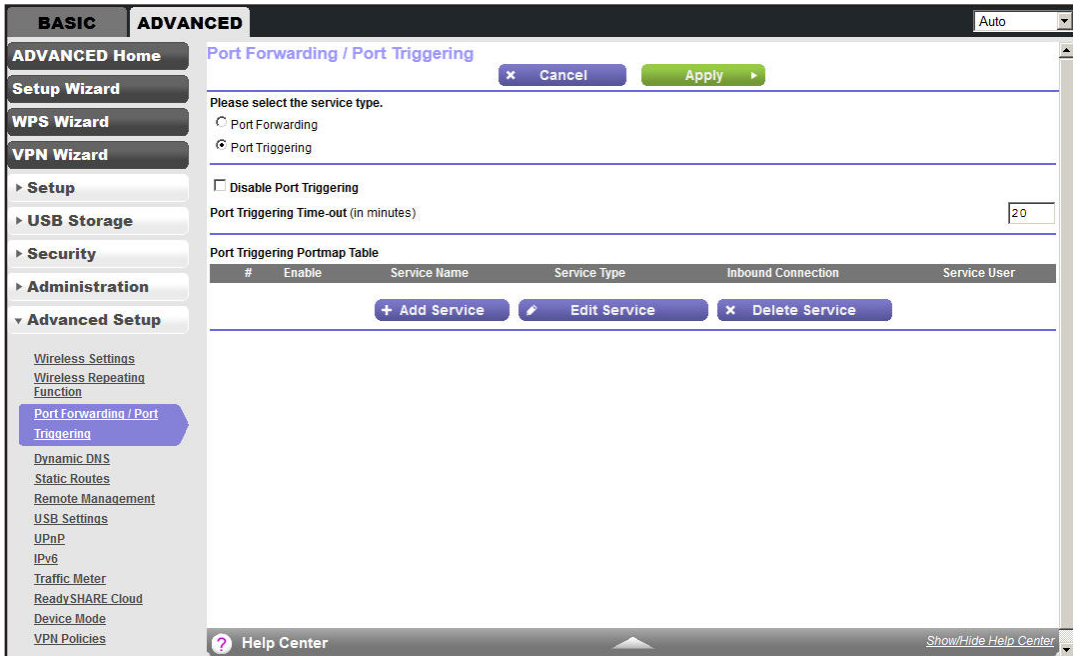 BASIC
ADVANCED
Auto
ADVANCED Home
Setup Wizard
WPS Wizard
VPN Wizard
Setup
USB Storage
Security
Administration
Advanced Setup
Wireless Settings
Wireless Repeating
Function
Port Forwarding / Port
Triggering
Dynamic DNS
Static Routes
Remote Management
USB Settings
UPnP
IPv6
Traffic Meter
ReadySHARE Cloud
Device Mode
VPN Policies
Port Forwarding / Port Triggering
Cancel
Apply
Please select the service type.
Port Forwarding
Port Triggering
Disable Port Triggering
Port Triggering Time-out (in minutes)
20
Port Triggering Portmap Table
# Enable Service Name Service Type Inbound Connection Service User
+ Add Service
Edit Service
Delete Service
? Help Center
Show/Hide Help Center